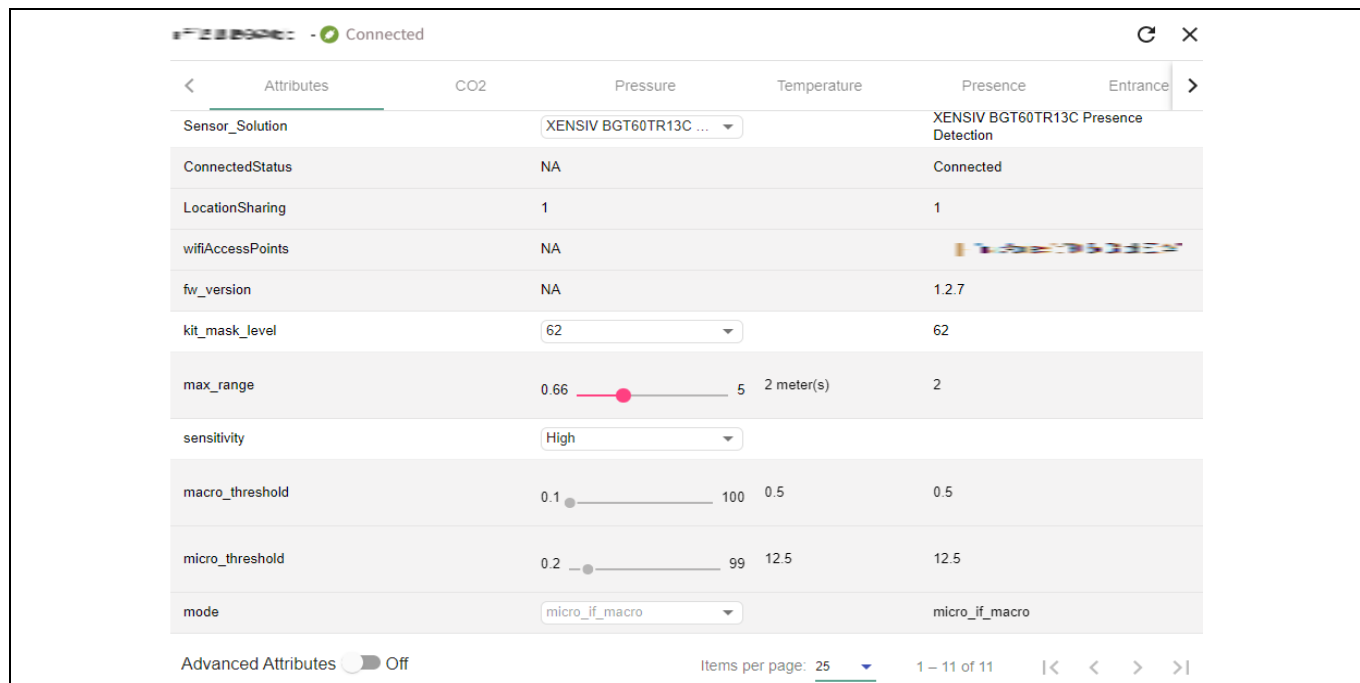 - Connected
Attributes CO2 Pressure Temperature Presence Entrance
Sensor_Solution XENSIV BGT60TR13C ... XENSIV BGT60TR13C Presence
Detection
ConnectedStatus NA Connected
LocationSharing 1 1
wifiAccessPoints NA
fw_version NA 1.2.7
kit_mask_level 62 62
max_range 0.66 5 2 meter(s) 2
sensitivity High
macro_threshold 0.1 100 0.5 0.5
micro_threshold 0.2 99 12.5 12.5
mode micro_if_macro micro_if_macro
Advanced Attributes Off Items per page: 25 1 – 11 of 11